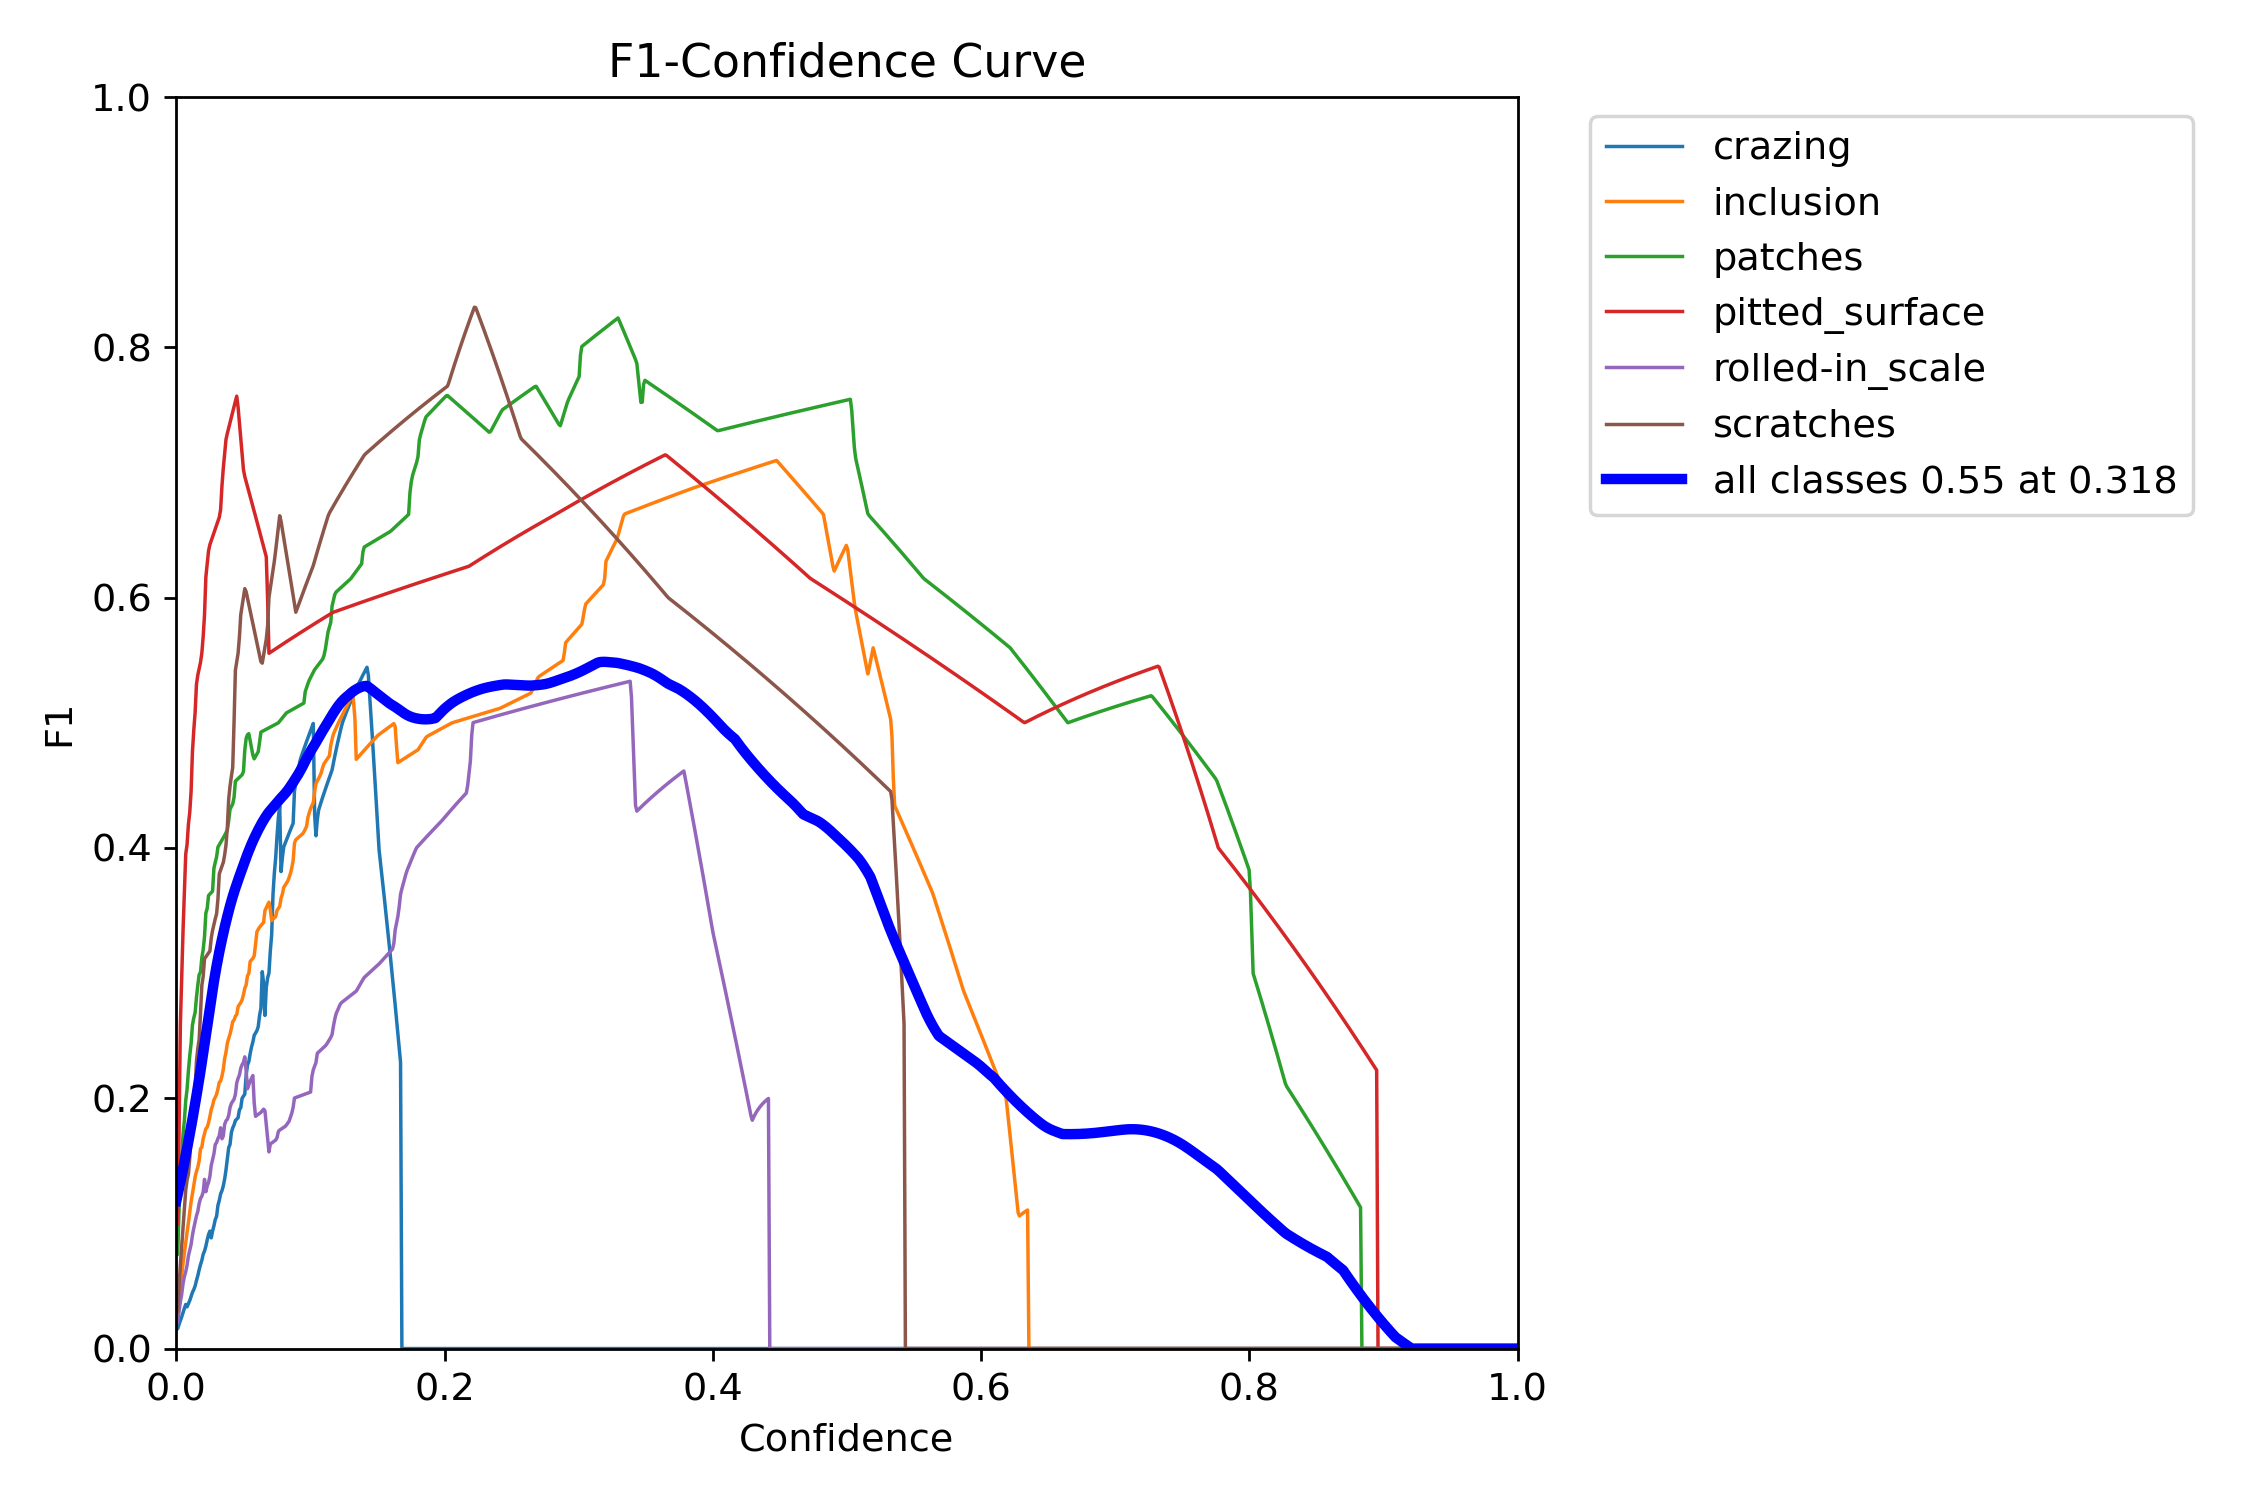 F1-Confidence Curve
1.0
0.8
0.6
0.4
0.2
0.0
F1
0.0 0.2 0.4 0.6 0.8 1.0
Confidence
crazing
inclusion
patches
pitted_surface
rolled-in_scale
scratches
all classes 0.55 at 0.318